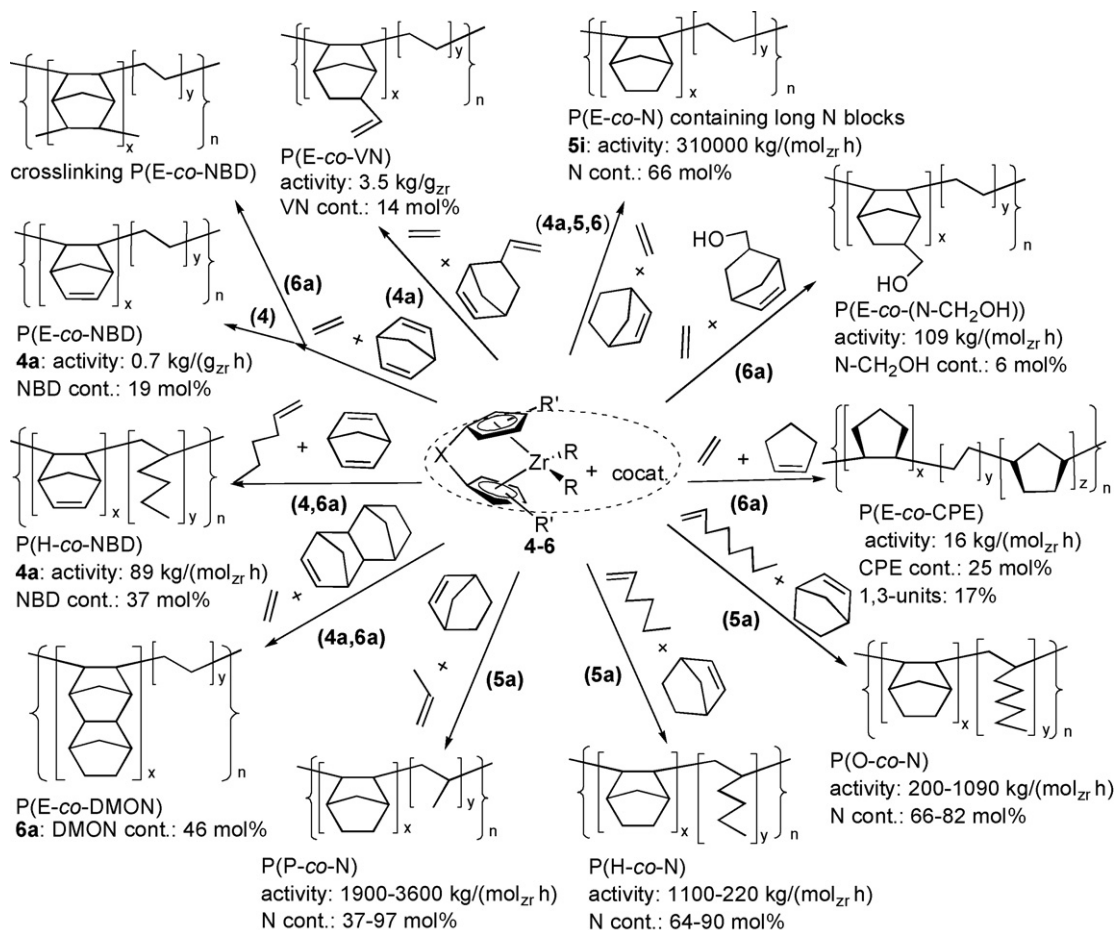 x
y
n
crosslinking P(E-co-NBD)
x
y
n
P(E-co-VN)
activity: 3.5 kg/g_zr
VN cont.: 14 mol%
x
y
n
P(E-co-N) containing long N blocks
5i: activity: 310000 kg/(mol_zr h)
N cont.: 66 mol%
x
y
n
HO
P(E-co-(N-CH₂OH))
activity: 109 kg/(mol_zr h)
N-CH₂OH cont.: 6 mol%
x
y
n
P(E-co-NBD)
4a: activity: 0.7 kg/(g_zr h)
NBD cont.: 19 mol%
(6a)
(4)
+
(4a)
+
(4a,5,6)
+
HO
+
(6a)
x
y
n
P(H-co-NBD)
4a: activity: 89 kg/(mol_zr h)
NBD cont.: 37 mol%
+
(4,6a)
R'
X
Zr
R
R
+ cocat.
R'
4-6
+
(6a)
x
y
z
n
P(E-co-CPE)
activity: 16 kg/(mol_zr h)
CPE cont.: 25 mol%
1,3-units: 17%
+
(4a,6a)
x
y
n
P(E-co-DMON)
6a: DMON cont.: 46 mol%
+
(5a)
x
y
n
P(P-co-N)
activity: 1900-3600 kg/(mol_zr h)
N cont.: 37-97 mol%
+
(5a)
x
y
n
P(H-co-N)
activity: 1100-220 kg/(mol_zr h)
N cont.: 64-90 mol%
+
(5a)
x
y
n
P(O-co-N)
activity: 200-1090 kg/(mol_zr h)
N cont.: 66-82 mol%